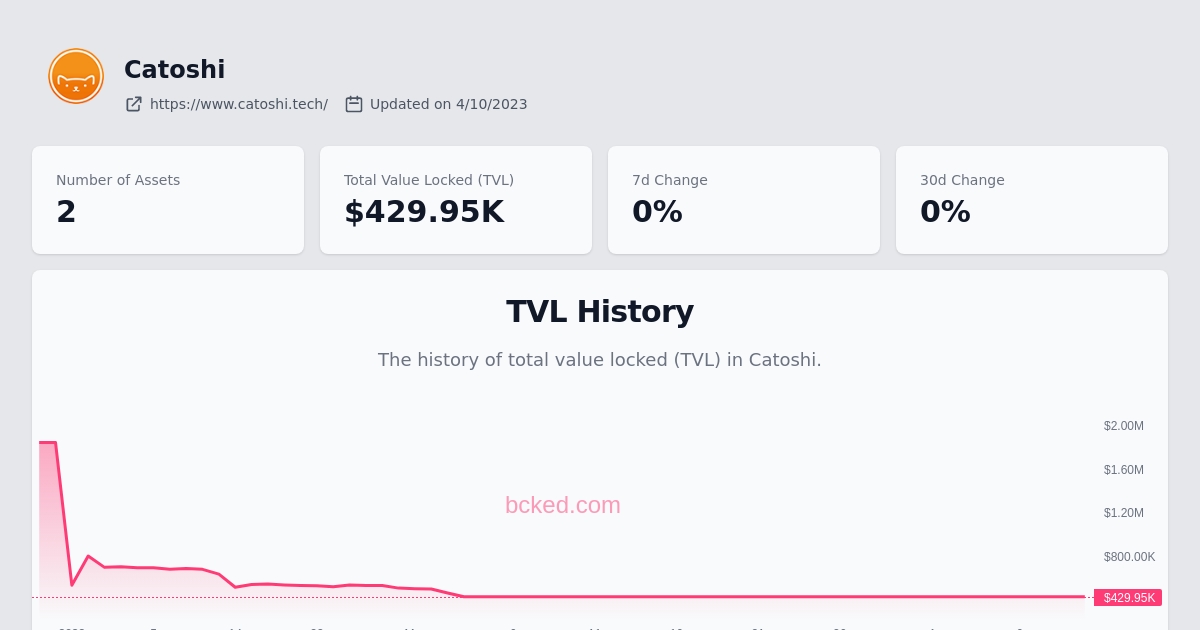 Catoshi
https://www.catoshi.tech/ Updated on 4/10/2023
Number of Assets
2
Total Value Locked (TVL)
$429.95K
7d Change
0%
30d Change
0%
TVL History
The history of total value locked (TVL) in Catoshi.
$2.00M
$1.60M
bcked.com
$1.20M
$800.00K
$429.95K